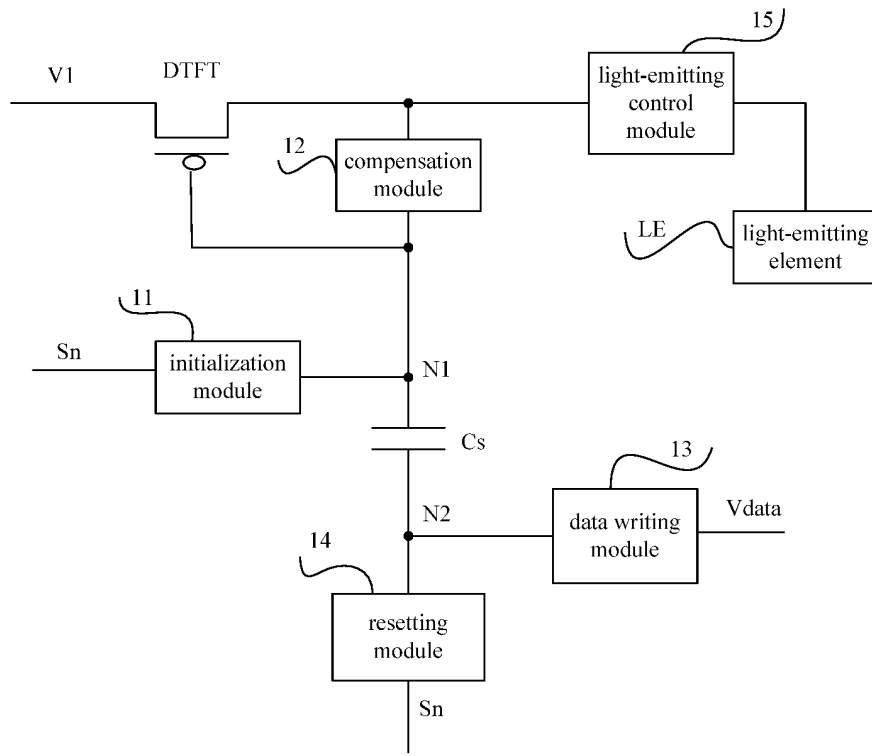 15
V1
DTFT
light-emitting
control
module
12
compensation
module
LE
light-emitting
element
11
Sn
initialization
module
N1
Cs
13
N2
data writing
module
Vdata
14
resetting
module
Sn